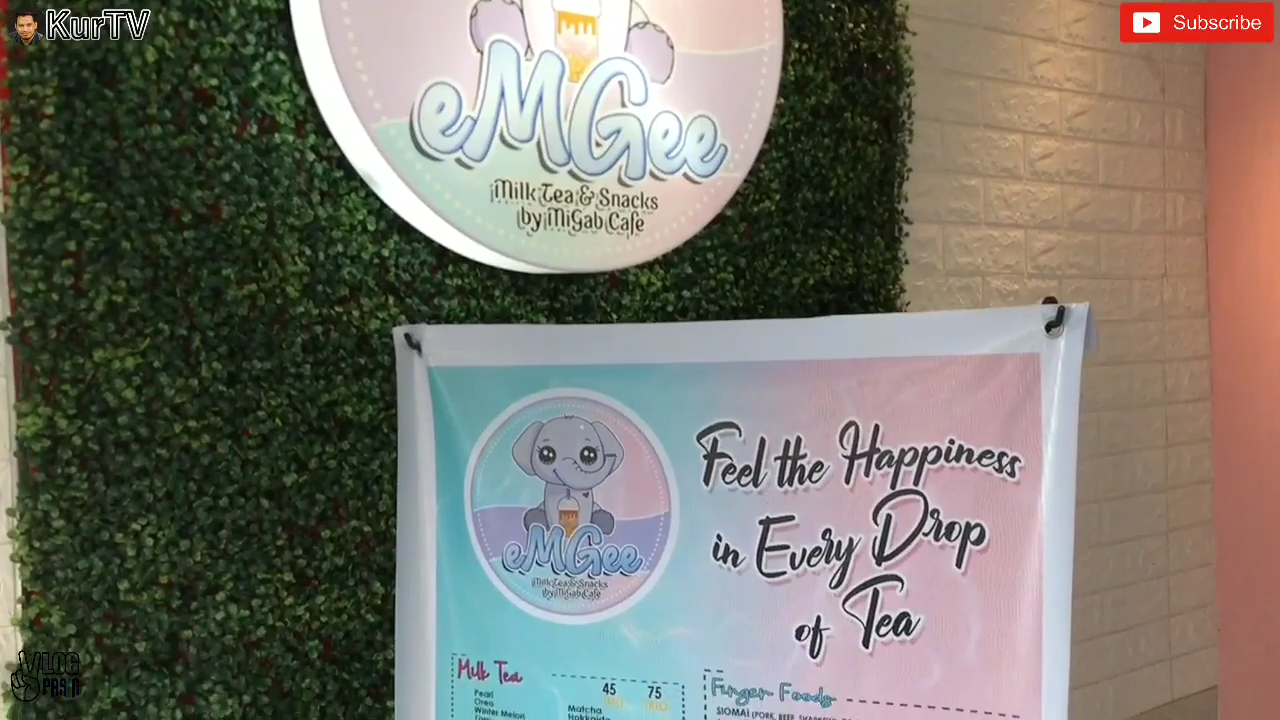 KurTV
Subscribe
eMGee
Milk Tea & Snacks
by MiGab Cafe
eMGee
Milk Tea & Snacks
by MiGab Cafe
Feel the Happiness
in Every Drop
of Tea
Milk Tea
Pearl
Oreo
Winter Melon
45 75
Matcha
Hokkaido
Finger Foods
SIOMAI (PORK, BEEF,
VLOG